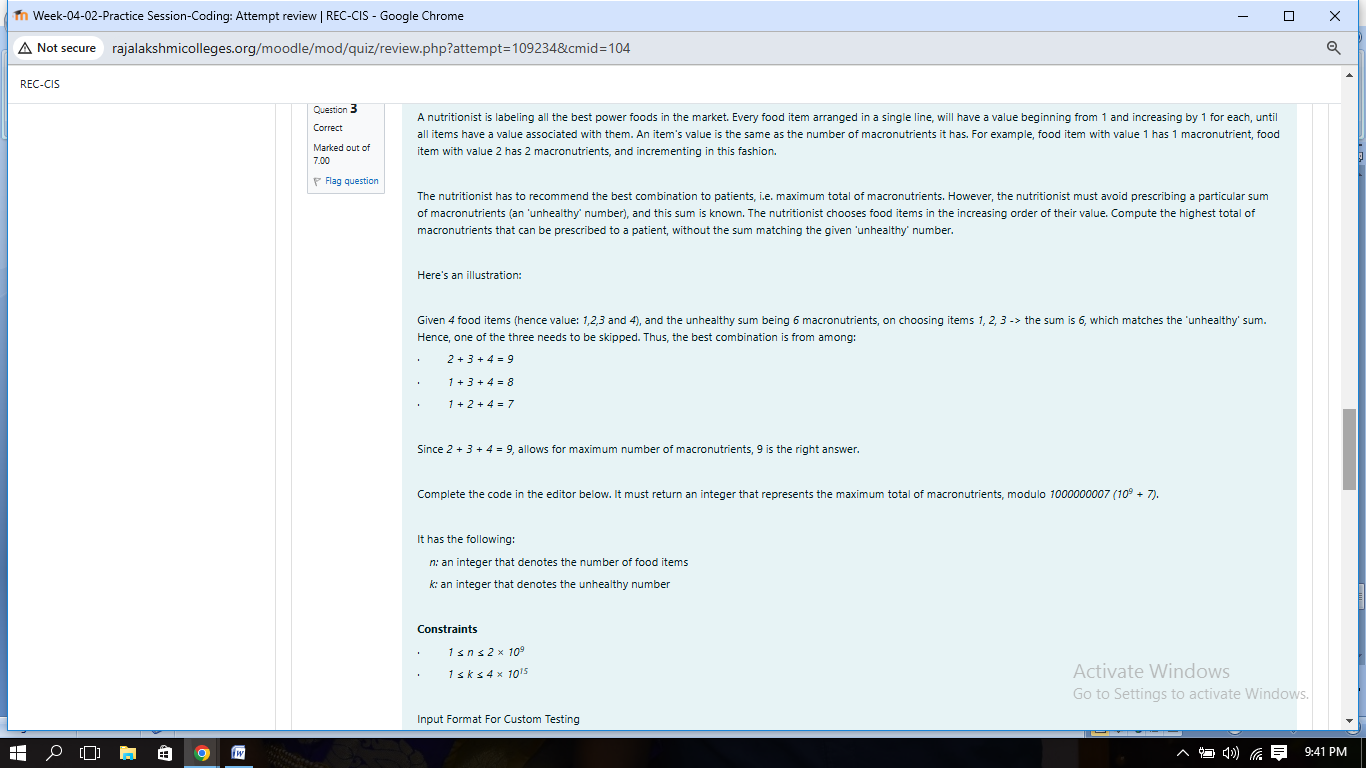 Week-04-02-Practice Session-Coding: Attempt review | REC-CIS - Google Chrome
Not secure rajalakshmicolleges.org/moodle/mod/quiz/review.php?attempt=109234&cmid=104
REC-CIS
Question 3
Correct
Marked out of
7.00
Flag question
A nutritionist is labeling all the best power foods in the market. Every food item arranged in a single line, will have a value beginning from 1 and increasing by 1 for each, until
all items have a value associated with them. An item's value is the same as the number of macronutrients it has. For example, food item with value 1 has 1 macronutrient, food
item with value 2 has 2 macronutrients, and incrementing in this fashion.
The nutritionist has to recommend the best combination to patients, i.e. maximum total of macronutrients. However, the nutritionist must avoid prescribing a particular sum
of macronutrients (an 'unhealthy' number), and this sum is known. The nutritionist chooses food items in the increasing order of their value. Compute the highest total of
macronutrients that can be prescribed to a patient, without the sum matching the given 'unhealthy' number.
Here's an illustration:
Given 4 food items (hence value: 1,2,3 and 4), and the unhealthy sum being 6 macronutrients, on choosing items 1, 2, 3 -> the sum is 6, which matches the 'unhealthy' sum.
Hence, one of the three needs to be skipped. Thus, the best combination is from among:
· 2 + 3 + 4 = 9
· 1 + 3 + 4 = 8
· 1 + 2 + 4 = 7
Since 2 + 3 + 4 = 9, allows for maximum number of macronutrients, 9 is the right answer.
Complete the code in the editor below. It must return an integer that represents the maximum total of macronutrients, modulo 1000000007 (10⁹ + 7).
It has the following:
n: an integer that denotes the number of food items
k: an integer that denotes the unhealthy number
Constraints
· 1 ≤ n ≤ 2 × 10⁹
· 1 ≤ k ≤ 4 × 10¹⁵
Input Format For Custom Testing
Activate Windows
Go to Settings to activate Windows.
9:41 PM